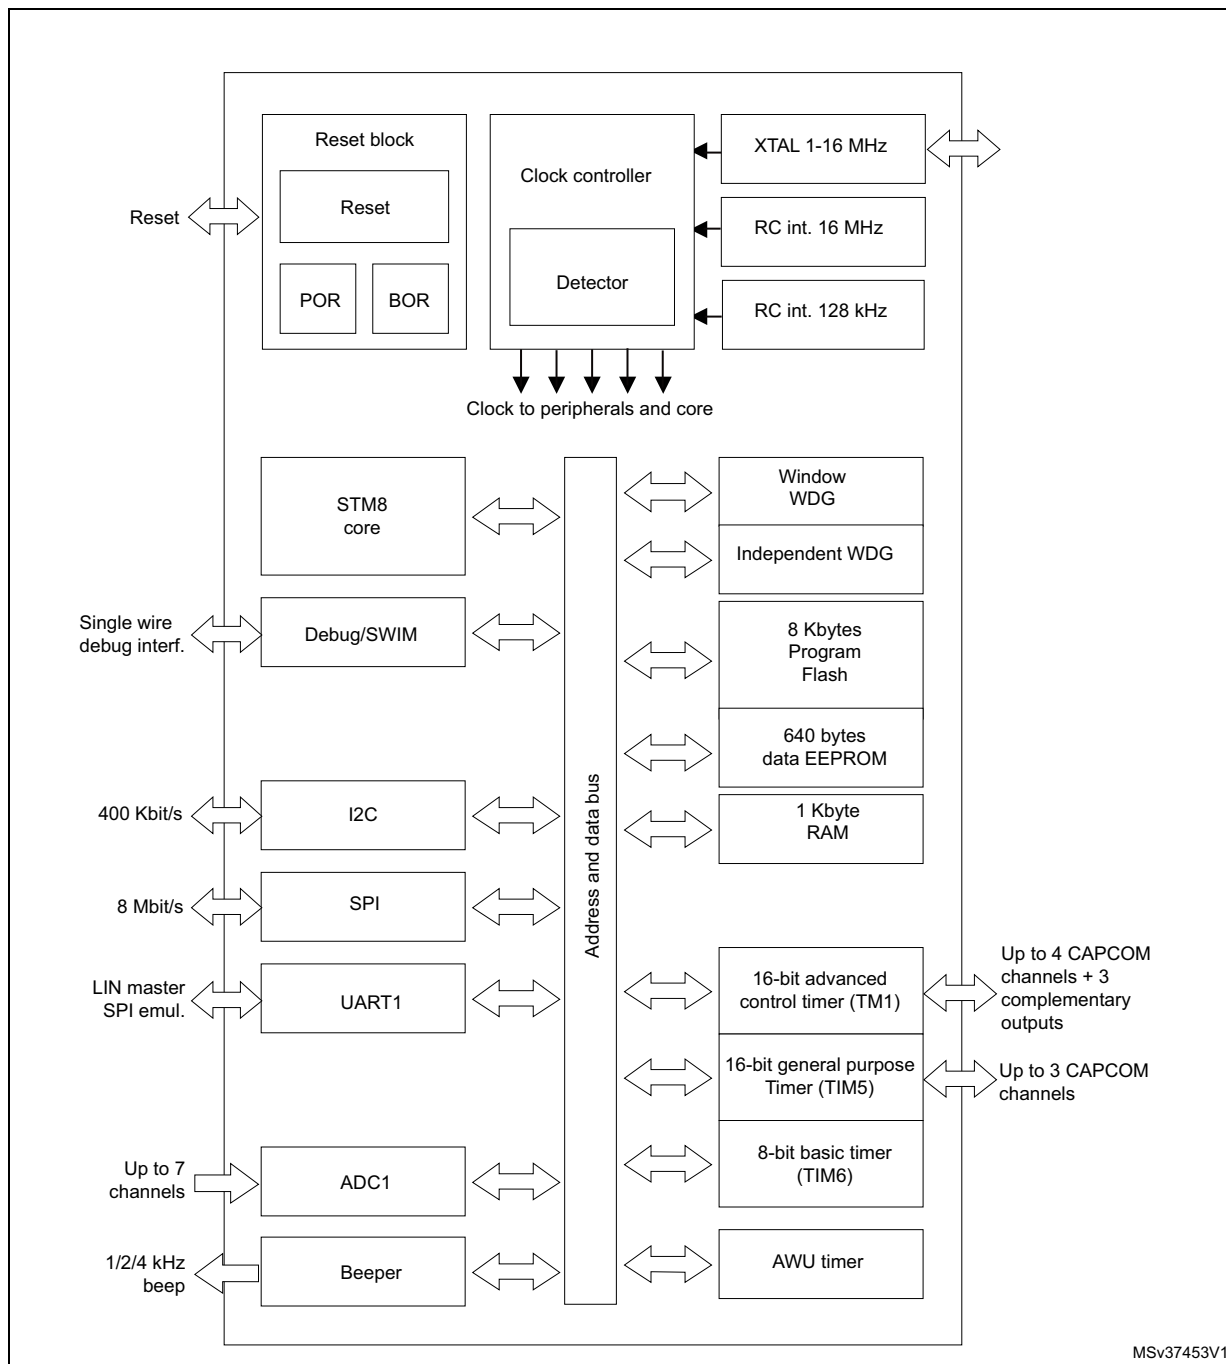 Reset block
Reset
POR
BOR
Reset
Clock controller
Detector
XTAL 1-16 MHz
RC int. 16 MHz
RC int. 128 kHz
Clock to peripherals and core
STM8
core
Single wire
debug interf.
Debug/SWIM
400 Kbit/s
I2C
8 Mbit/s
SPI
LIN master
SPI emul.
UART1
Up to 7
channels
ADC1
1/2/4 kHz
beep
Beeper
Address and data bus
Window
WDG
Independent WDG
8 Kbytes
Program
Flash
640 bytes
data EEPROM
1 Kbyte
RAM
16-bit advanced
control timer (TM1)
Up to 4 CAPCOM
channels + 3
complementary
outputs
16-bit general purpose
Timer (TIM5)
Up to 3 CAPCOM
channels
8-bit basic timer
(TIM6)
AWU timer
MSv37453V1